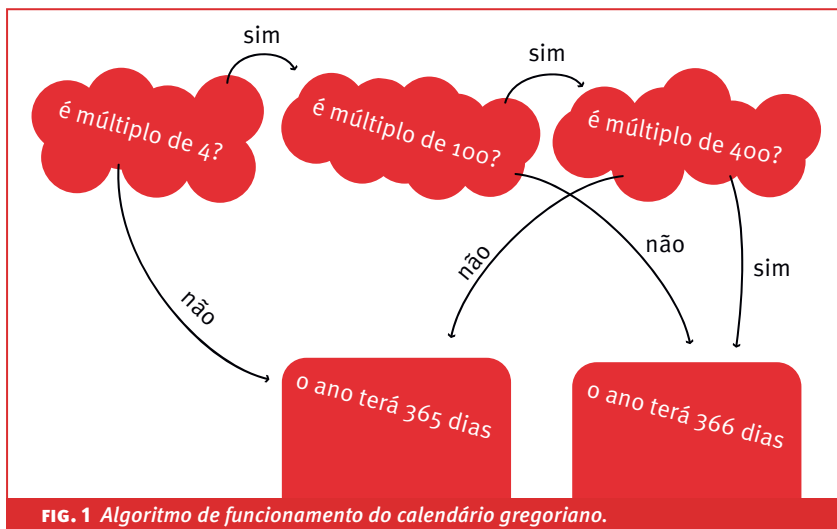 sim
sim
é múltiplo de 4?
é múltiplo de 100?
é múltiplo de 400?
não
não
não
sim
o ano terá 365 dias
o ano terá 366 dias
FIG. 1 Algoritmo de funcionamento do calendário gregoriano.